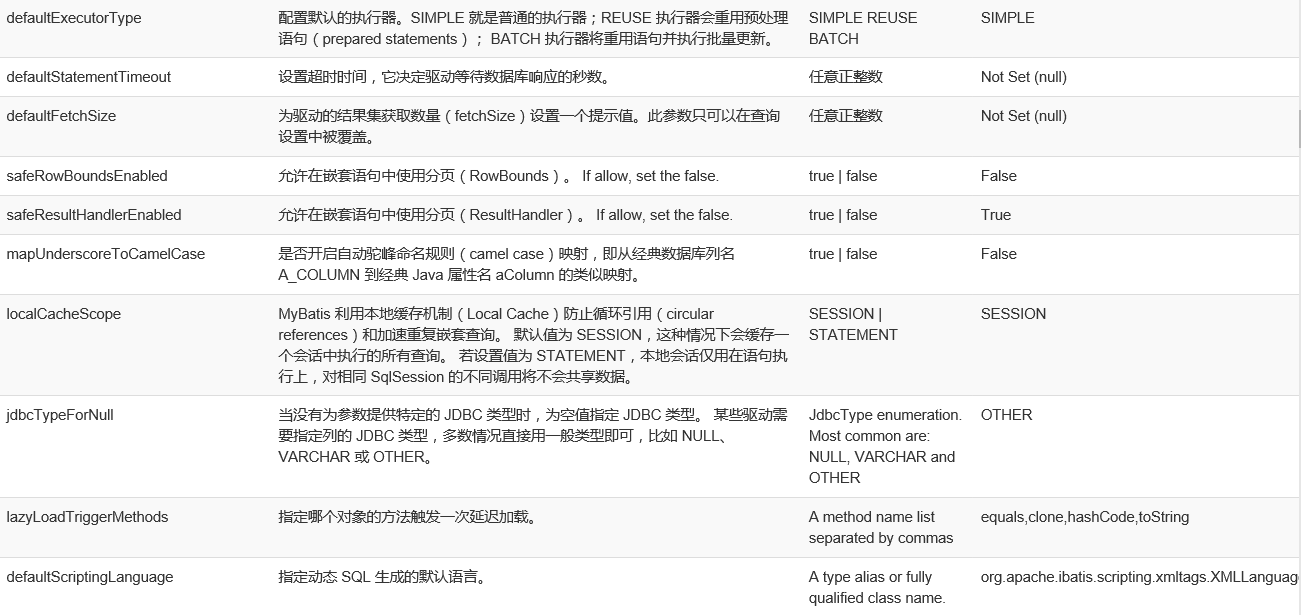 defaultExecutorType
配置默认的执行器。SIMPLE 就是普通的执行器；REUSE 执行器会重用预处理
语句（prepared statements）； BATCH 执行器将重用语句并执行批量更新。
SIMPLE REUSE
BATCH
SIMPLE
defaultStatementTimeout
设置超时时间，它决定驱动等待数据库响应的秒数。
任意正整数
Not Set (null)
defaultFetchSize
为驱动的结果集获取数量（fetchSize）设置一个提示值。此参数只可以在查询
设置中被覆盖。
任意正整数
Not Set (null)
safeRowBoundsEnabled
允许在嵌套语句中使用分页（RowBounds）。 If allow, set the false.
true | false
False
safeResultHandlerEnabled
允许在嵌套语句中使用分页（ResultHandler）。 If allow, set the false.
true | false
True
mapUnderscoreToCamelCase
是否开启自动驼峰命名规则（camel case）映射，即从经典数据库列名
A_COLUMN 到经典 Java 属性名 aColumn 的类似映射。
true | false
False
localCacheScope
MyBatis 利用本地缓存机制（Local Cache）防止循环引用（circular
references）和加速重复嵌套查询。 默认值为 SESSION，这种情况下会缓存一
个会话中执行的所有查询。 若设置值为 STATEMENT，本地会话仅用在语句执
行上，对相同 SqlSession 的不同调用将不会共享数据。
SESSION |
STATEMENT
SESSION
jdbcTypeForNull
当没有为参数提供特定的 JDBC 类型时，为空值指定 JDBC 类型。 某些驱动需
要指定列的 JDBC 类型，多数情况直接用一般类型即可，比如 NULL、
VARCHAR 或 OTHER。
JdbcType enumeration.
Most common are:
NULL, VARCHAR and
OTHER
OTHER
lazyLoadTriggerMethods
指定哪个对象的方法触发一次延迟加载。
A method name list
separated by commas
equals,clone,hashCode,toString
defaultScriptingLanguage
指定动态 SQL 生成的默认语言。
A type alias or fully
qualified class name.
org.apache.ibatis.scripting.xmltags.XMLLanguag